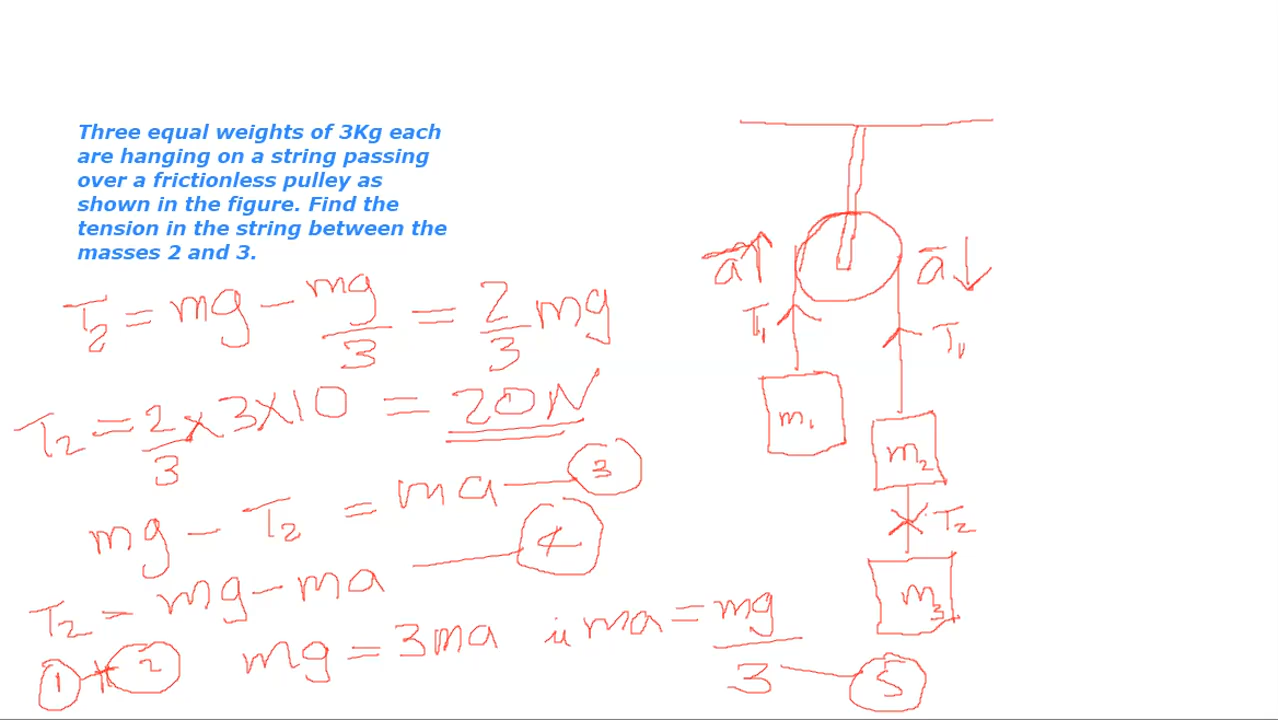 Three equal weights of 3Kg each
are hanging on a string passing
over a frictionless pulley as
shown in the figure. Find the
tension in the string between the
masses 2 and 3.
T₂ = mg − mg/3 = 2/3 mg
T₂ = 2/3 × 3×10 = 20N
mg − T₂ = ma — ③
T₂ = mg − ma — ④
① + ② mg = 3ma ii ma = mg/3 — ⑤
a ↑
a ↓
T₁
T₁
m₁
m₂
T₂
m₃